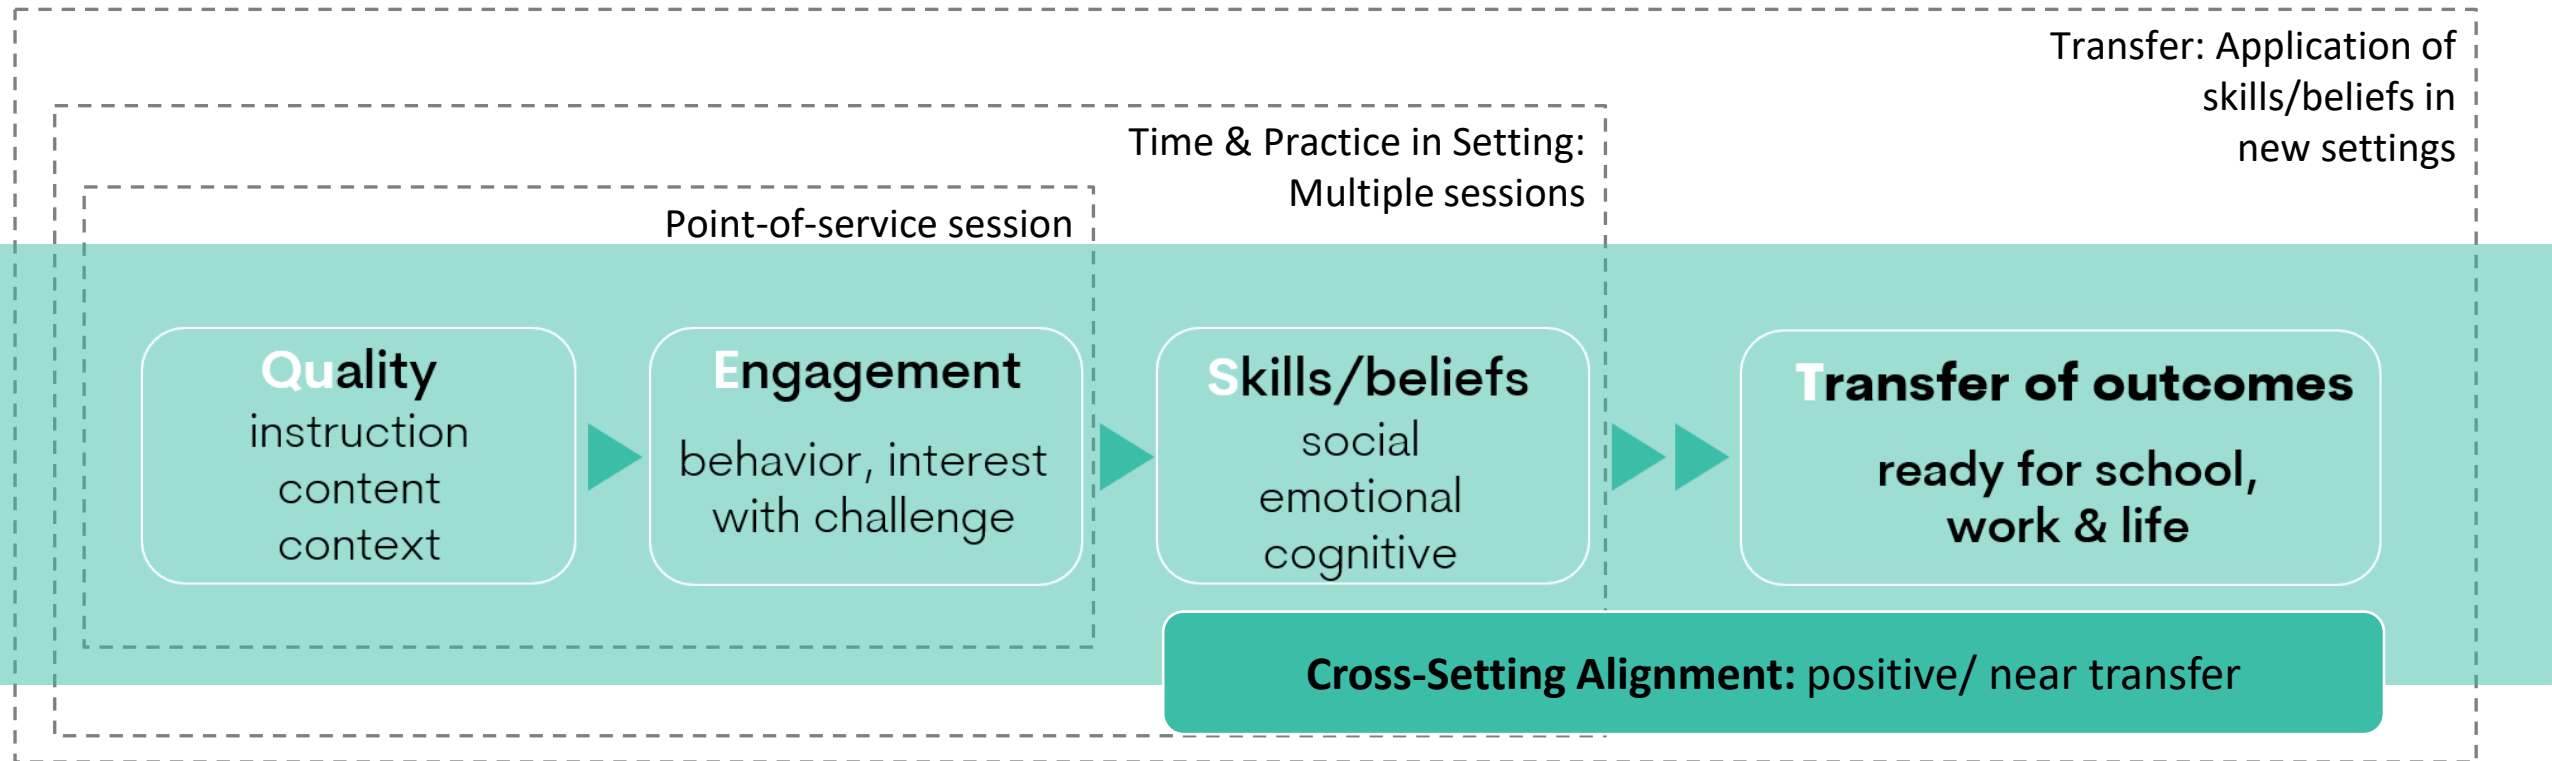 Transfer: Application of
skills/beliefs in
new settings
Time & Practice in Setting:
Multiple sessions
Point-of-service session
Quality
instruction
content
context
Engagement
behavior, interest
with challenge
Skills/beliefs
social
emotional
cognitive
Transfer of outcomes
ready for school,
work & life
Cross-Setting Alignment: positive/ near transfer